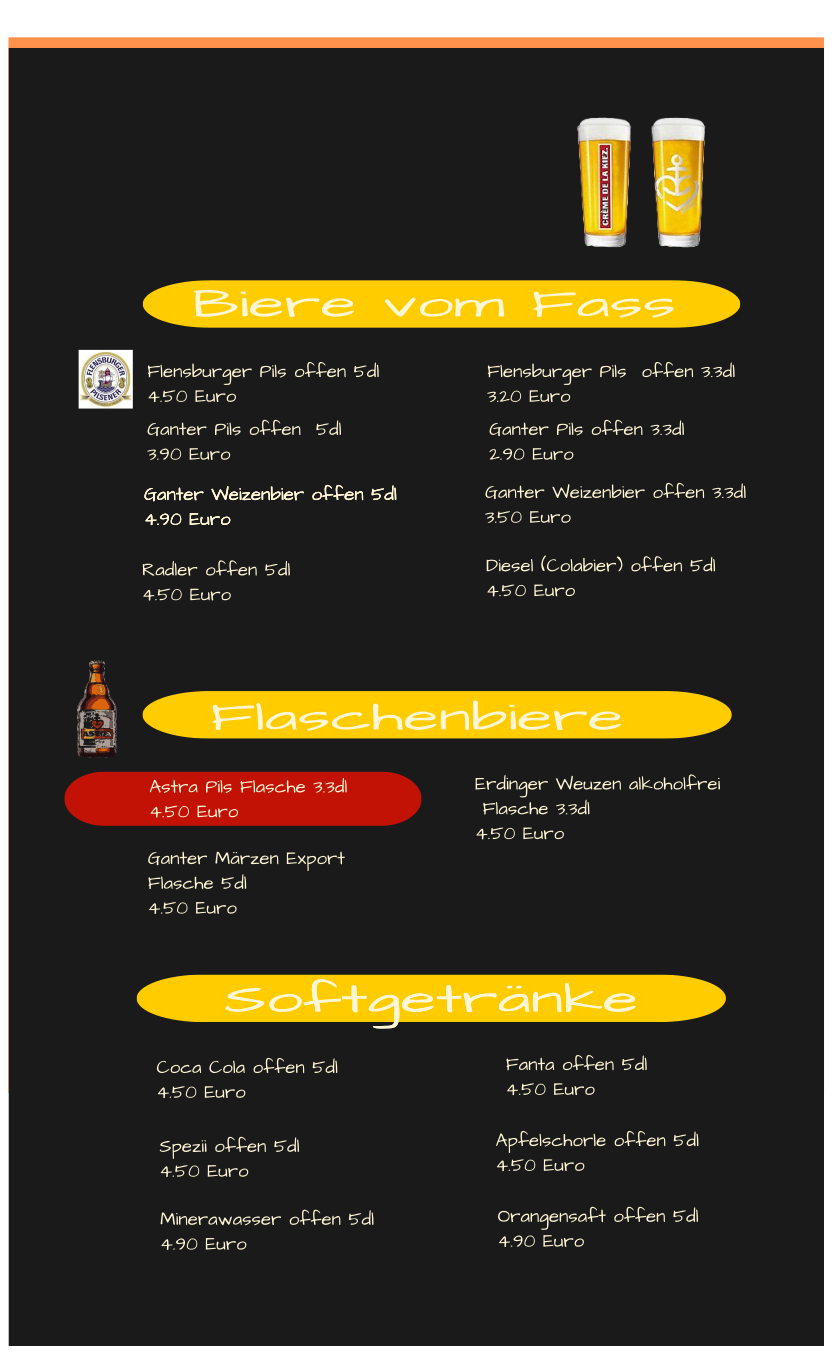 CRÈME DE LA KIEZ.
Biere vom Fass
FLENSBURGER
PILSENER
Flensburger Pils offen 5dl
4.50 Euro
Flensburger Pils offen 3.3dl
3.20 Euro
Ganter Pils offen 5dl
3.90 Euro
Ganter Pils offen 3.3dl
2.90 Euro
Ganter Weizenbier offen 5dl
4.90 Euro
Ganter Weizenbier offen 3.3dl
3.50 Euro
Radler offen 5dl
4.50 Euro
Diesel (Colabier) offen 5dl
4.50 Euro
ASTRA
Flaschenbiere
Astra Pils Flasche 3.3dl
4.50 Euro
Erdinger Weuzen alkoholfrei
Flasche 3.3dl
4.50 Euro
Ganter Märzen Export
Flasche 5dl
4.50 Euro
Softgetränke
Coca Cola offen 5dl
4.50 Euro
Fanta offen 5dl
4.50 Euro
Spezii offen 5dl
4.50 Euro
Apfelschorle offen 5dl
4.50 Euro
Minerawasser offen 5dl
4.90 Euro
Orangensaft offen 5dl
4.90 Euro